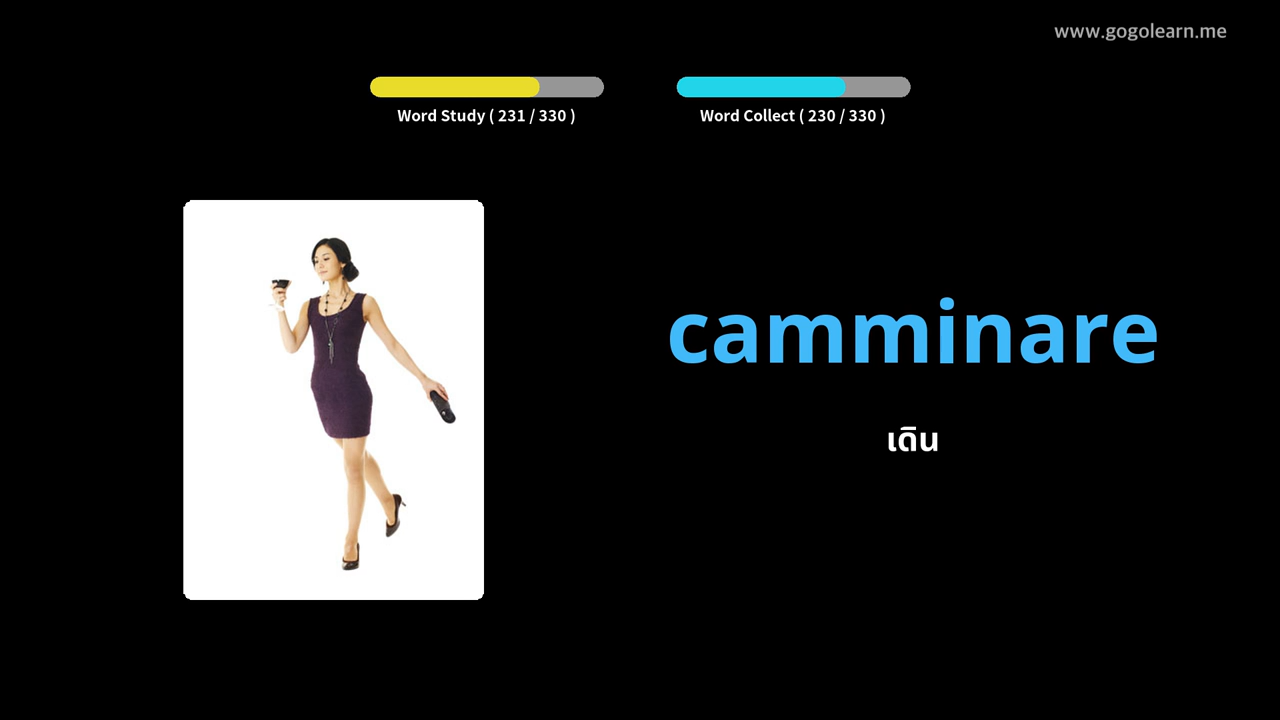 www.gogolearn.me
Word Study ( 231 / 330 )
Word Collect ( 230 / 330 )
camminare
เดิน